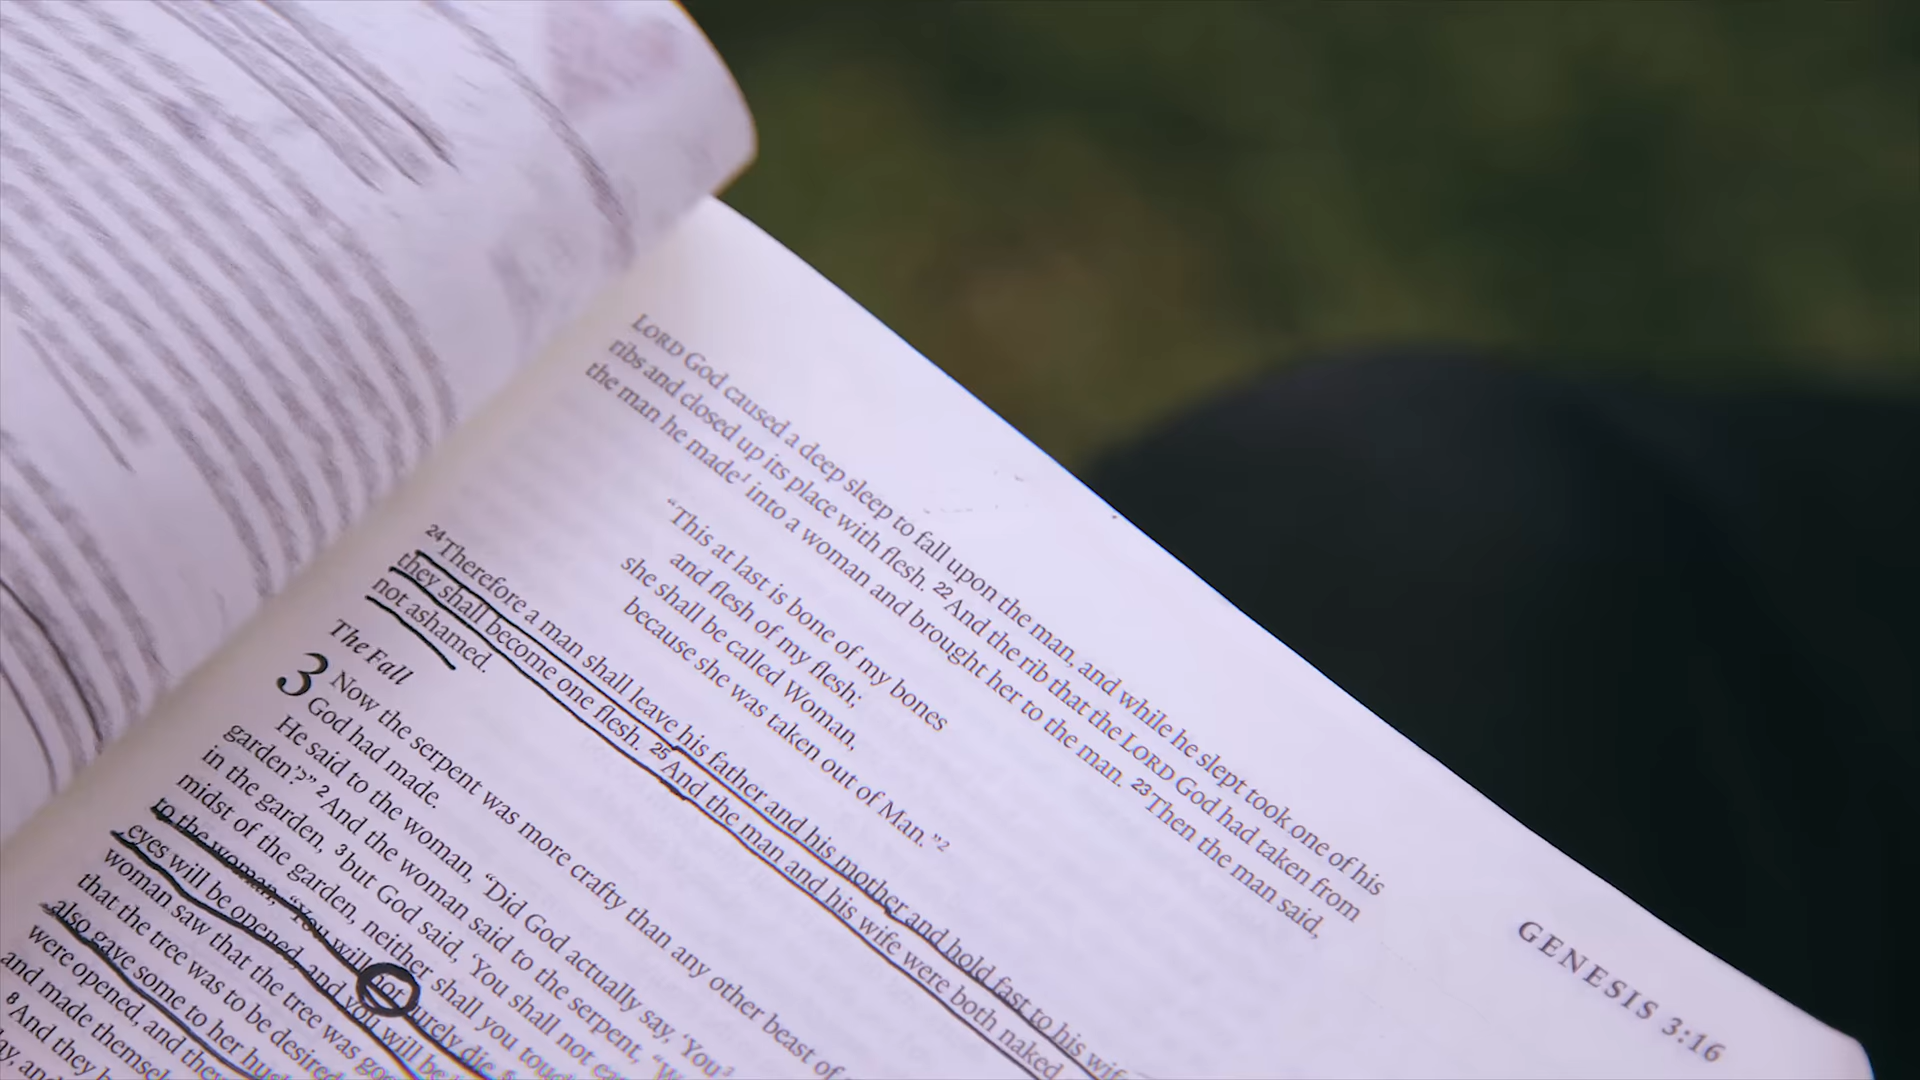 GENESIS 3:16
LORD God caused a deep sleep to fall upon the man, and while he slept took one of his
ribs and closed up its place with flesh. 22 And the rib that the LORD God had taken from
the man he made1 into a woman and brought her to the man. 23 Then the man said,
“This at last is bone of my bones
and flesh of my flesh;
she shall be called Woman,
because she was taken out of Man.”2
24 Therefore a man shall leave his father and his mother and hold fast to his wife
they shall become one flesh. 25 And the man and his wife were both naked
not ashamed.
The Fall
3 Now the serpent was more crafty than any other beast of
God had made.
He said to the woman, “Did God actually say, ‘You3
garden’?” 2 And the woman said to the serpent, “W
in the garden, 3 but God said, ‘You shall not ea
midst of the garden, neither shall you touc
to the woman, “You will not surely die.
eyes will be opened, and you will be
woman saw that the tree was goo
that the tree was to be desired
also gave some to her husb
were opened, and they
and made themsel
8 And they h
ay, and